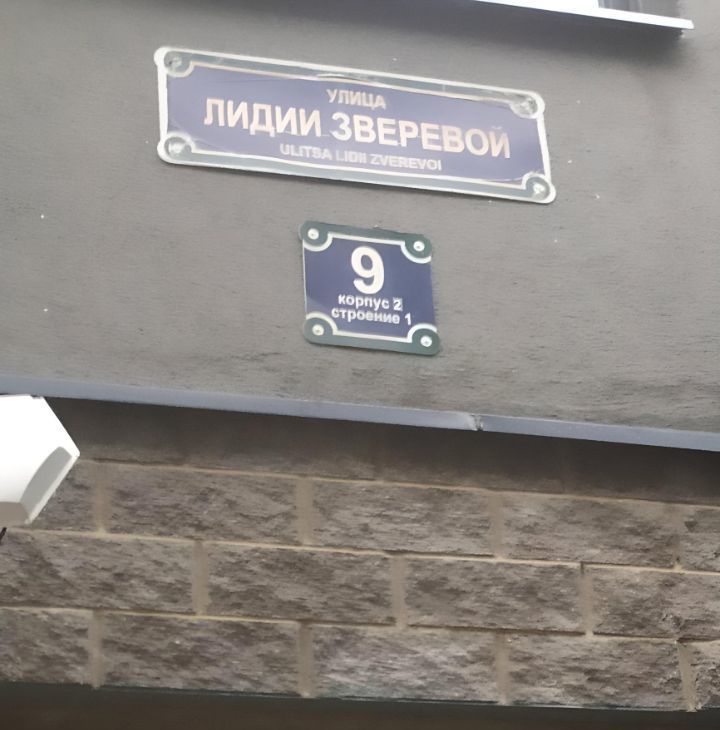 УЛИЦА
ЛИДИИ ЗВЕРЕВОЙ
ULITSA LIDII ZVEREVOI
9
корпус 2
строение 1